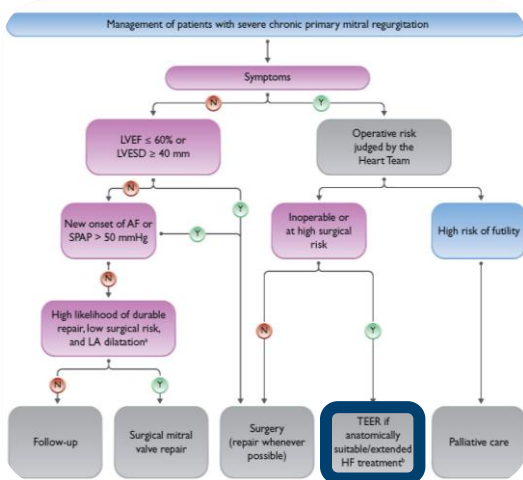 Management of patients with severe chronic primary mitral regurgitation
Symptoms
N
Y
LVEF ≤ 60% or
LVESD ≥ 40 mm
Operative risk
judged by the
Heart Team
N
Y
New onset of AF or
SPAP > 50 mmHg
Y
Inoperable or
at high surgical
risk
High risk of futility
N
High likelihood of durable
repair, low surgical risk,
and LA dilatationᵃ
N
Y
N
Y
Follow-up
Surgical mitral
valve repair
Surgery
(repair whenever
possible)
TEER if
anatomically
suitable/extended
HF treatmentᵇ
Palliative care